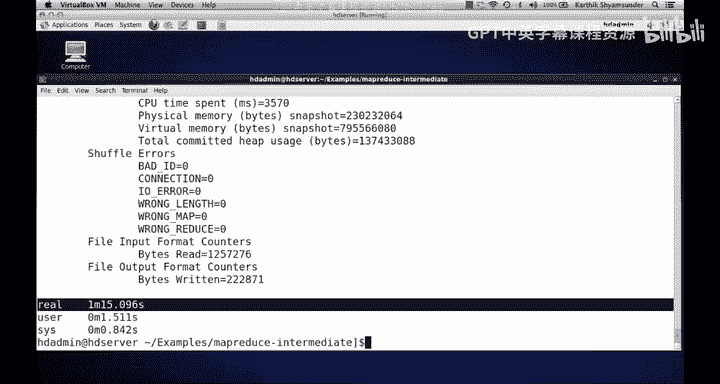 VirtualBox VM Machine View Devices Help 100% Karthik Shyamsunder
hdserver [Running]
Applications Places System hdadmin
GPT中英字幕课程资源 bilibili
Computer
hdadmin@hdserver:~/Examples/mapreduce-intermediate
File Edit View Search Terminal Help
CPU time spent (ms)=3570
Physical memory (bytes) snapshot=230232064
Virtual memory (bytes) snapshot=795566080
Total committed heap usage (bytes)=137433088
Shuffle Errors
BAD_ID=0
CONNECTION=0
IO_ERROR=0
WRONG_LENGTH=0
WRONG_MAP=0
WRONG_REDUCE=0
File Input Format Counters
Bytes Read=1257276
File Output Format Counters
Bytes Written=222871
real 1m15.096s
user 0m1.511s
sys 0m0.842s
hdadmin@hdserver ~/Examples/mapreduce-intermediate]$